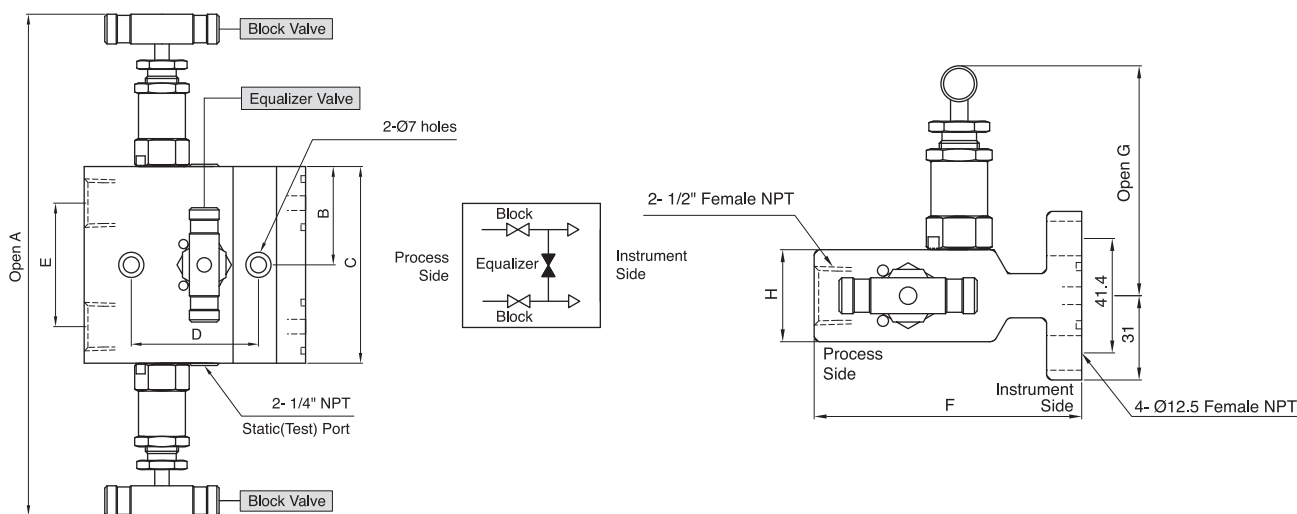 Block Valve
Equalizer Valve
2-Ø7 holes
Open A
E
B
C
D
2- 1/4" NPT
Static(Test) Port
Block Valve
Block
Process
Side
Equalizer
Instrument
Side
Block
2- 1/2" Female NPT
Open G
H
41.4
31
Process
Side
Instrument
Side
F
4- Ø12.5 Female NPT